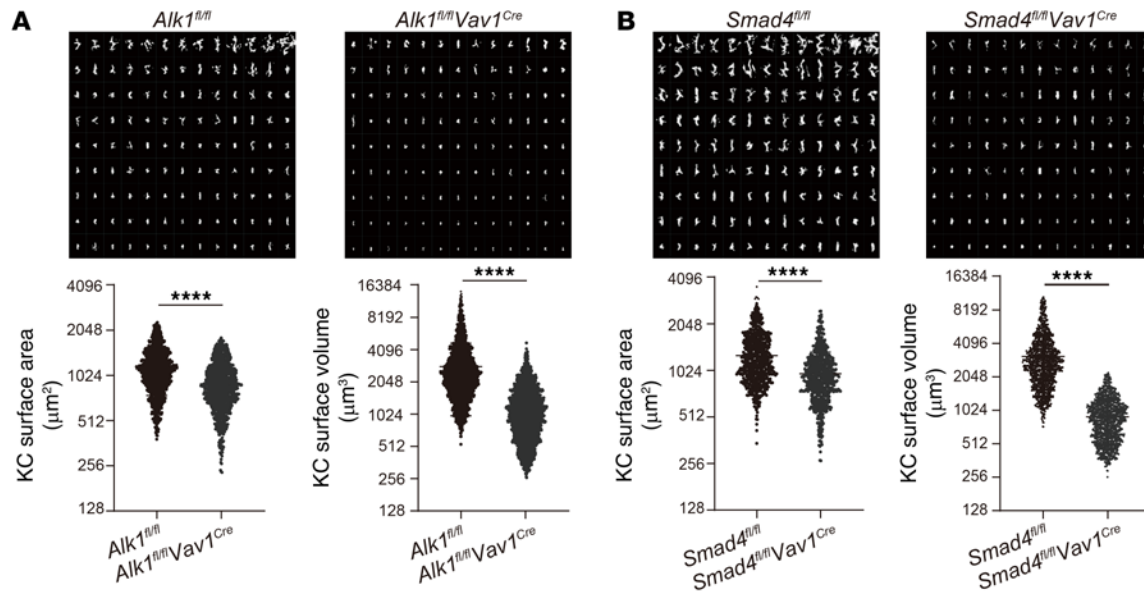 A
Alk1fl/fl
Alk1fl/flVav1Cre
B
Smad4fl/fl
Smad4fl/flVav1Cre
KC surface area
(μm²)
4096
2048
1024
512
256
128
****
Alk1fl/fl
Alk1fl/flVav1Cre
KC surface volume
(μm³)
16384
8192
4096
2048
1024
512
256
128
****
Alk1fl/fl
Alk1fl/flVav1Cre
KC surface area
(μm²)
4096
2048
1024
512
256
128
****
Smad4fl/fl
Smad4fl/flVav1Cre
KC surface volume
(μm³)
16384
8192
4096
2048
1024
512
256
128
****
Smad4fl/fl
Smad4fl/flVav1Cre